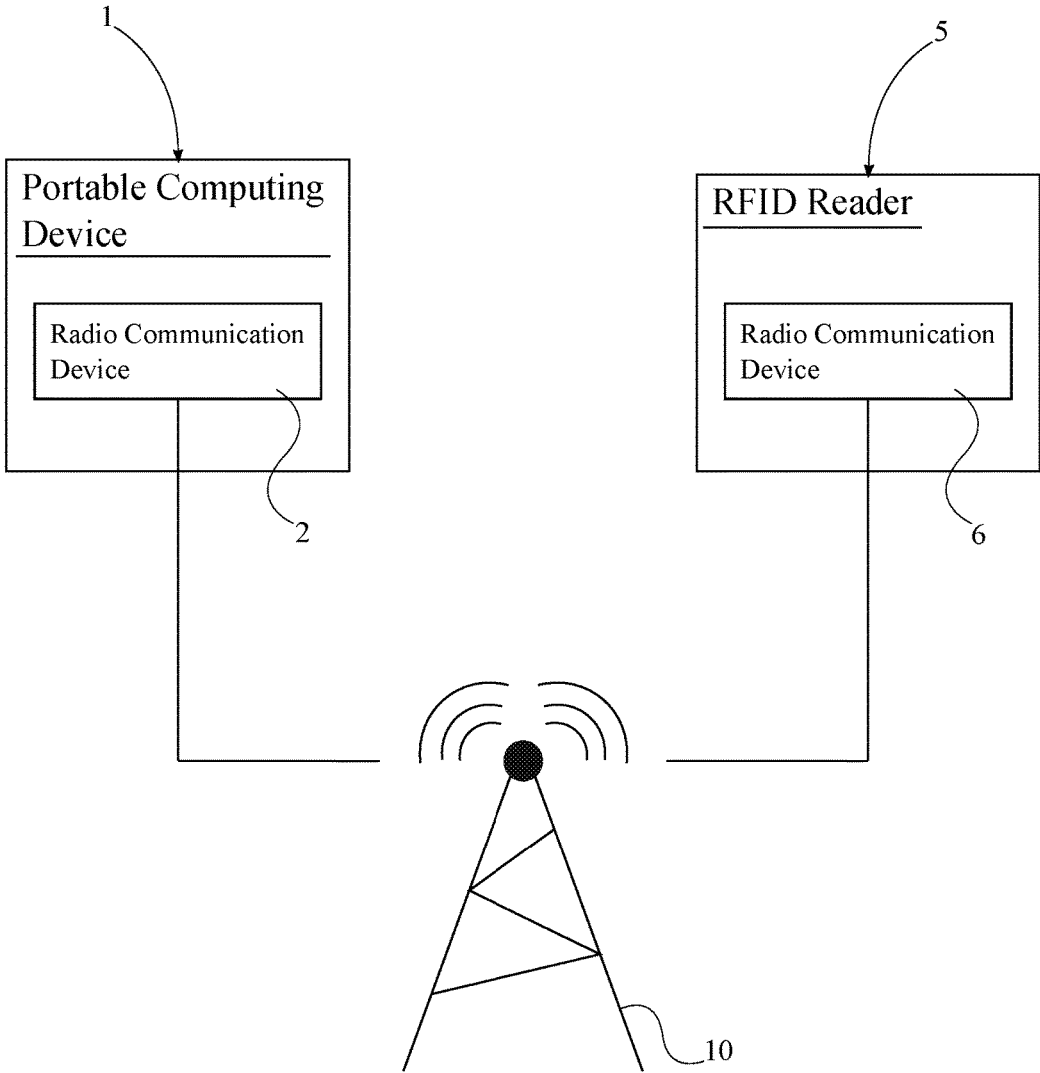 1
5
Portable Computing
Device
RFID Reader
Radio Communication
Device
Radio Communication
Device
2
6
10